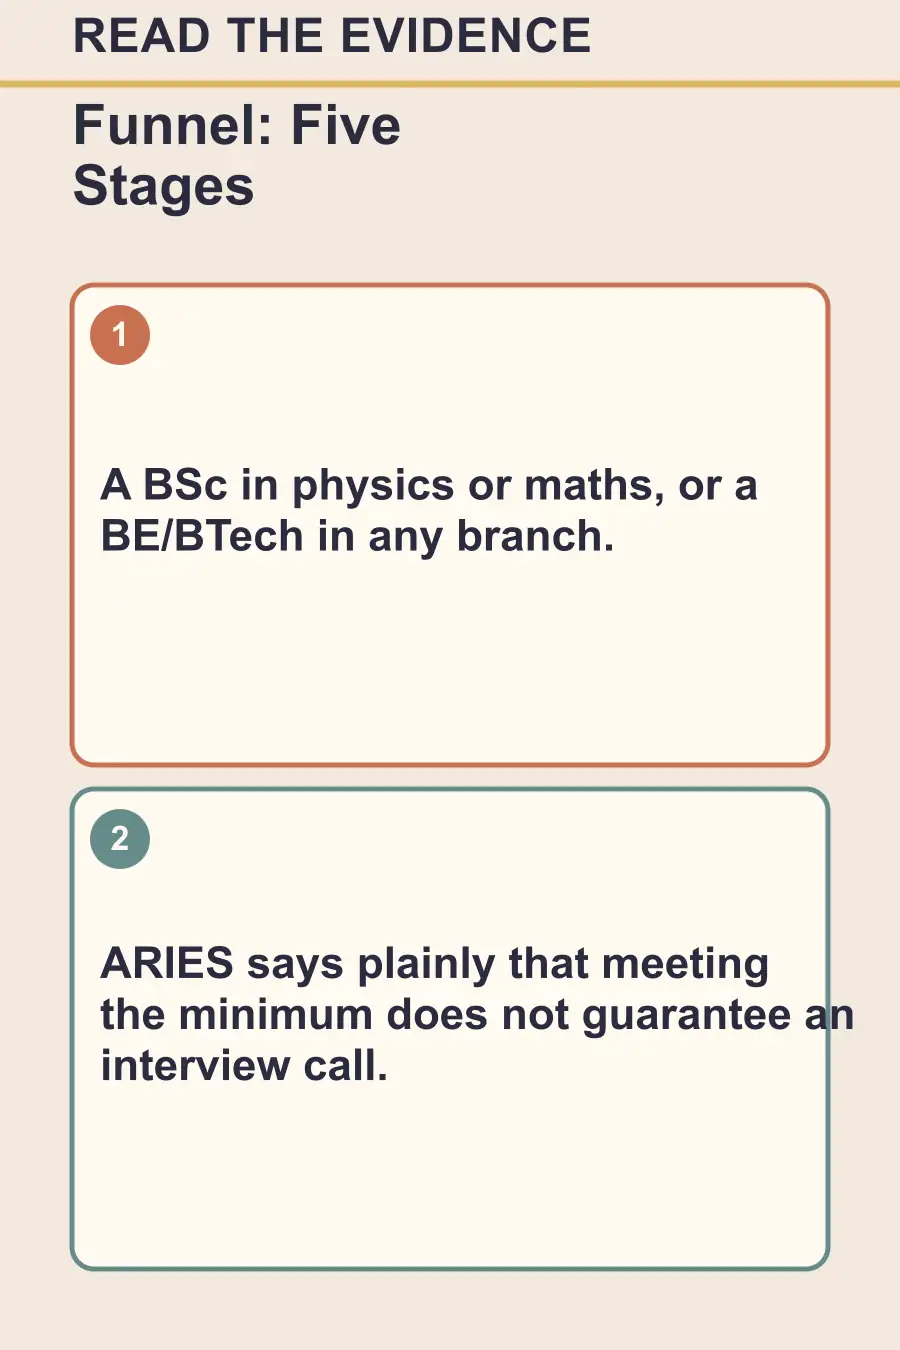 READ THE EVIDENCE
Funnel: Five
Stages
1
A BSc in physics or maths, or a
BE/BTech in any branch.
2
ARIES says plainly that meeting
the minimum does not guarantee an
interview call.